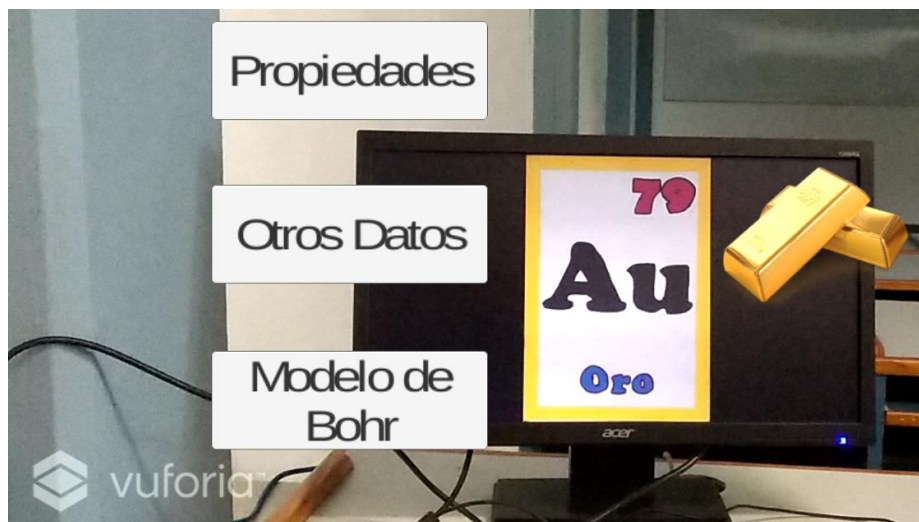 Propiedades
79
Otros Datos
Au
Modelo de
Bohr
Oro
acer
vuforia